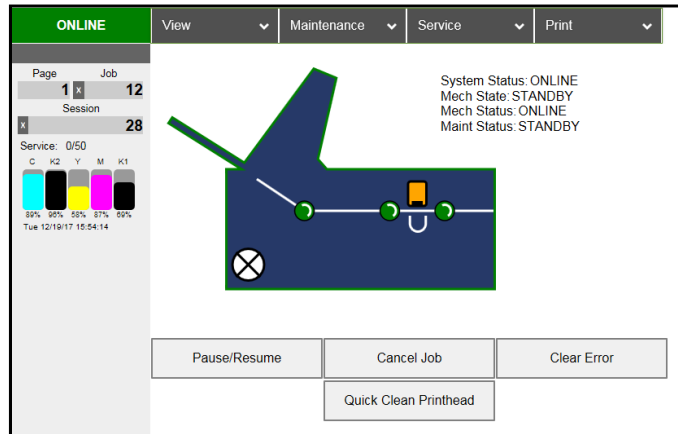 ONLINE
View
Maintenance
Service
Print
Page Job
1 x 12
Session
x 28
Service: 0/50
C K2 Y M K1
89% 96% 58% 87% 69%
Tue 12/19/17 15:54:14
System Status: ONLINE
Mech State: STANDBY
Mech Status: ONLINE
Maint Status: STANDBY
Pause/Resume
Cancel Job
Clear Error
Quick Clean Printhead